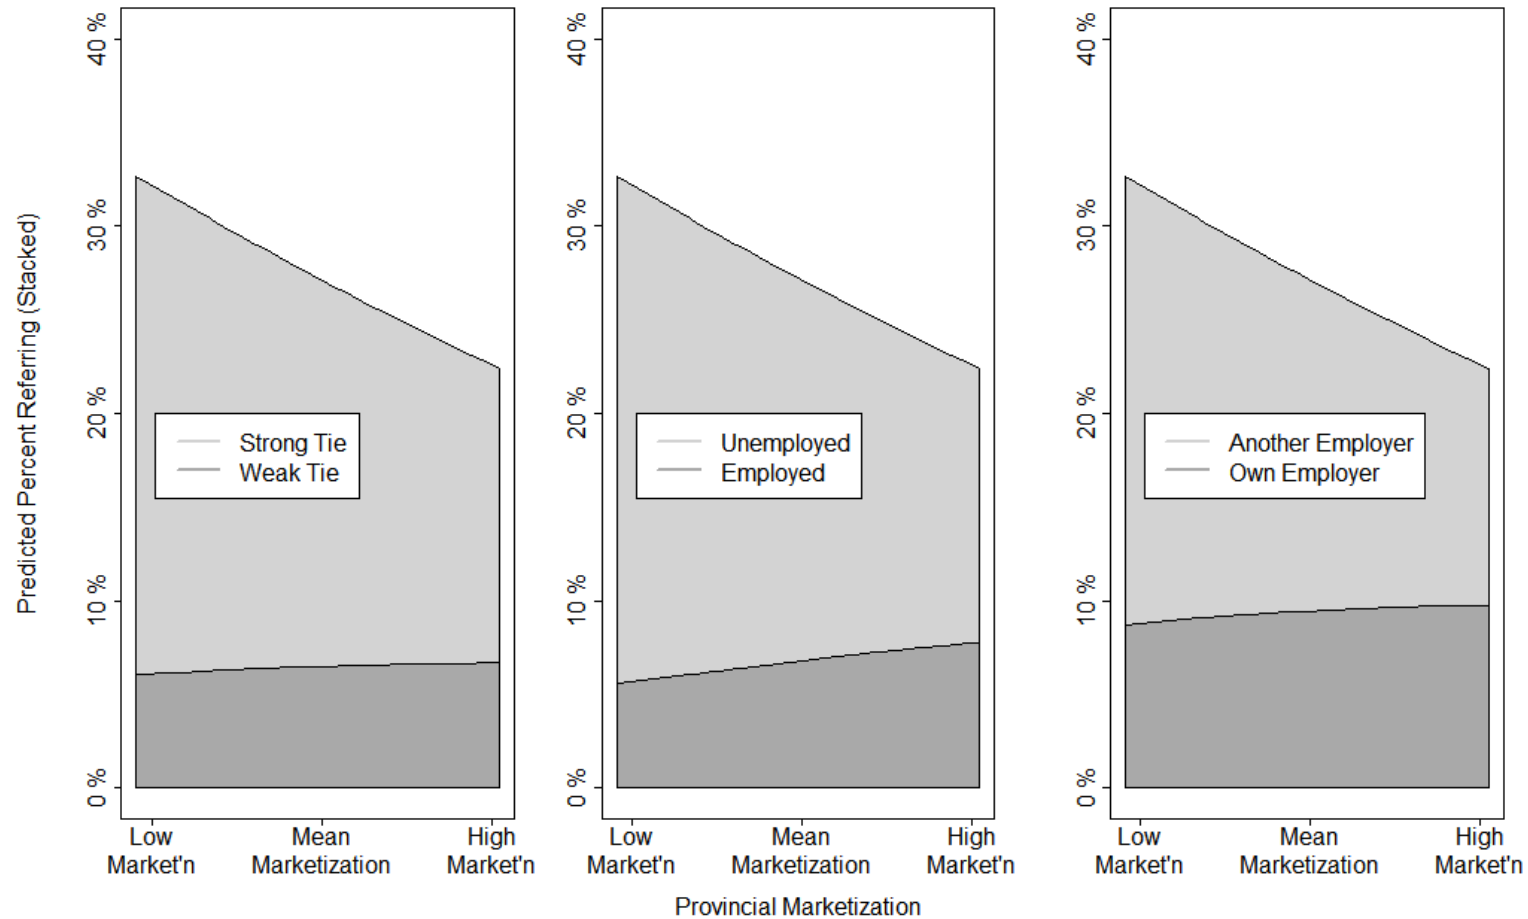 Predicted Percent Referring (Stacked)
40 %
30 %
20 %
10 %
0 %
Strong Tie
Weak Tie
Low
Market'n
Mean
Marketization
High
Market'n
40 %
30 %
20 %
10 %
0 %
Unemployed
Employed
Low
Market'n
Mean
Marketization
High
Market'n
40 %
30 %
20 %
10 %
0 %
Another Employer
Own Employer
Low
Market'n
Mean
Marketization
High
Market'n
Provincial Marketization